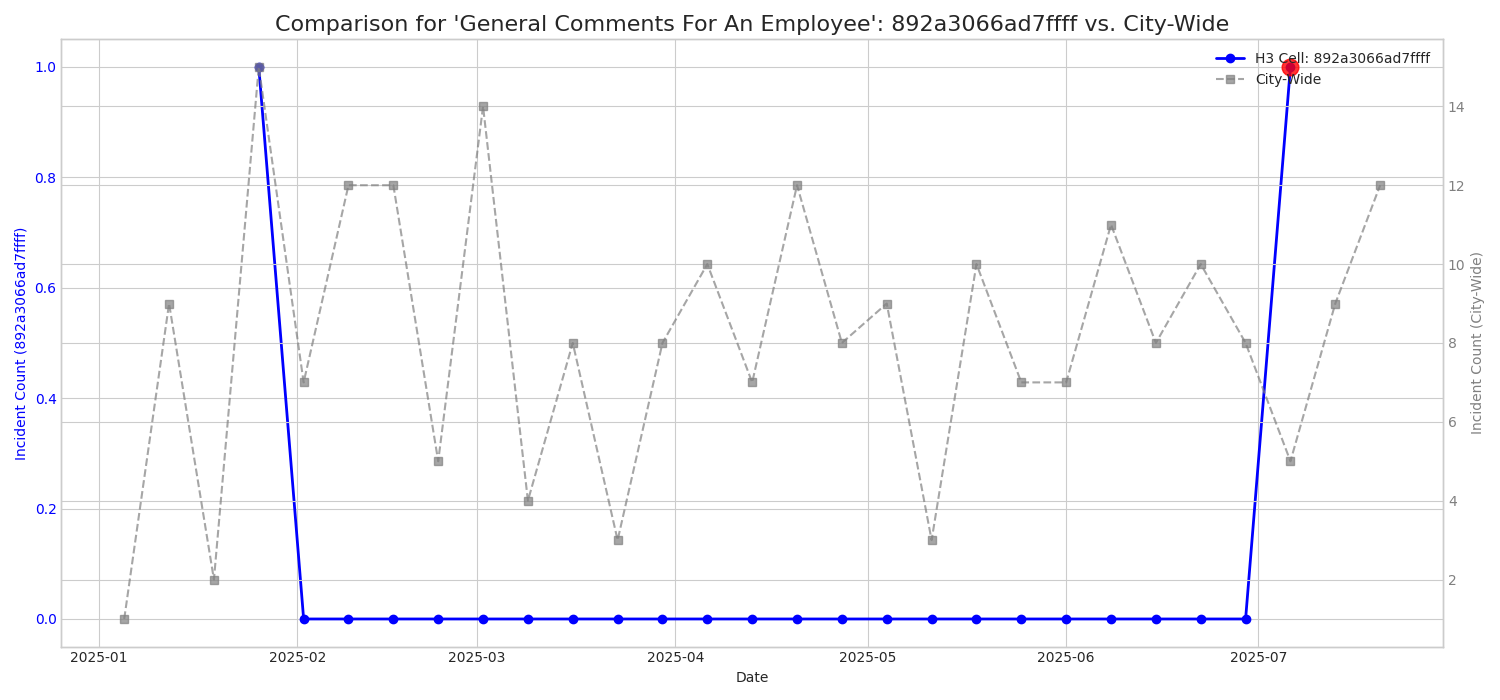 Comparison for 'General Comments For An Employee': 892a3066ad7ffff vs. City-Wide
H3 Cell: 892a3066ad7ffff
City-Wide
Incident Count (892a3066ad7ffff)
1.0
0.8
0.6
0.4
0.2
0.0
14
12
10
8
6
4
2
Incident Count (City-Wide)
2025-01 2025-02 2025-03 2025-04 2025-05 2025-06 2025-07
Date